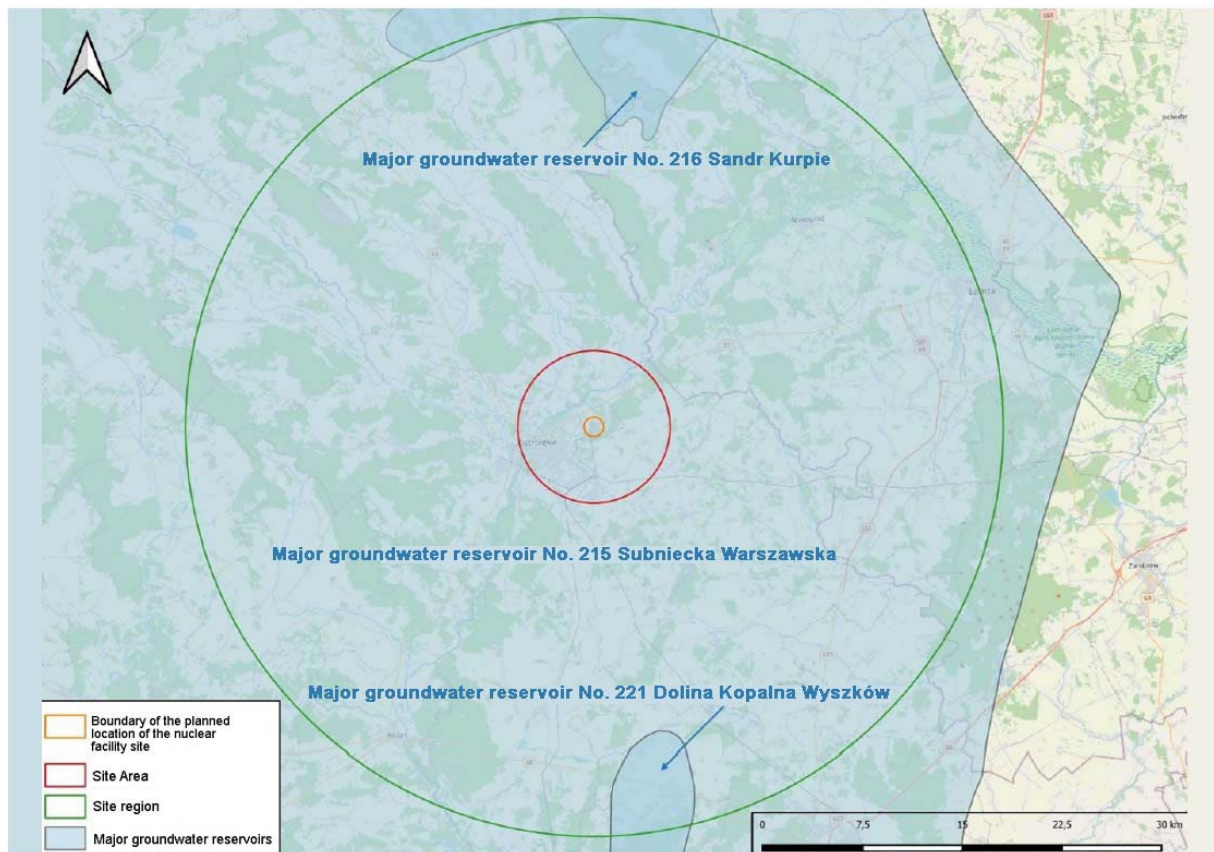 Major groundwater reservoir No. 216 Sandr Kurpie
Major groundwater reservoir No. 215 Subniecka Warszawska
Major groundwater reservoir No. 221 Dolina Kopalna Wyszków
Boundary of the planned
location of the nuclear
facility site
Site Area
Site region
Major groundwater reservoirs
0 7,5 15 22,5 30 km